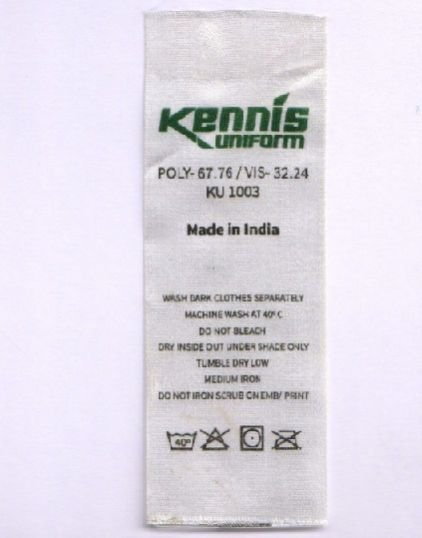 Kennis
UNIFORM
POLY- 67.76 / VIS- 32.24
KU 1003
Made in India
WASH DARK CLOTHES SEPARATELY
MACHINE WASH AT 40° C
DO NOT BLEACH
DRY INSIDE OUT UNDER SHADE ONLY
TUMBLE DRY LOW
MEDIUM IRON
DO NOT IRON SCRUB ON EMB/ PRINT
40°